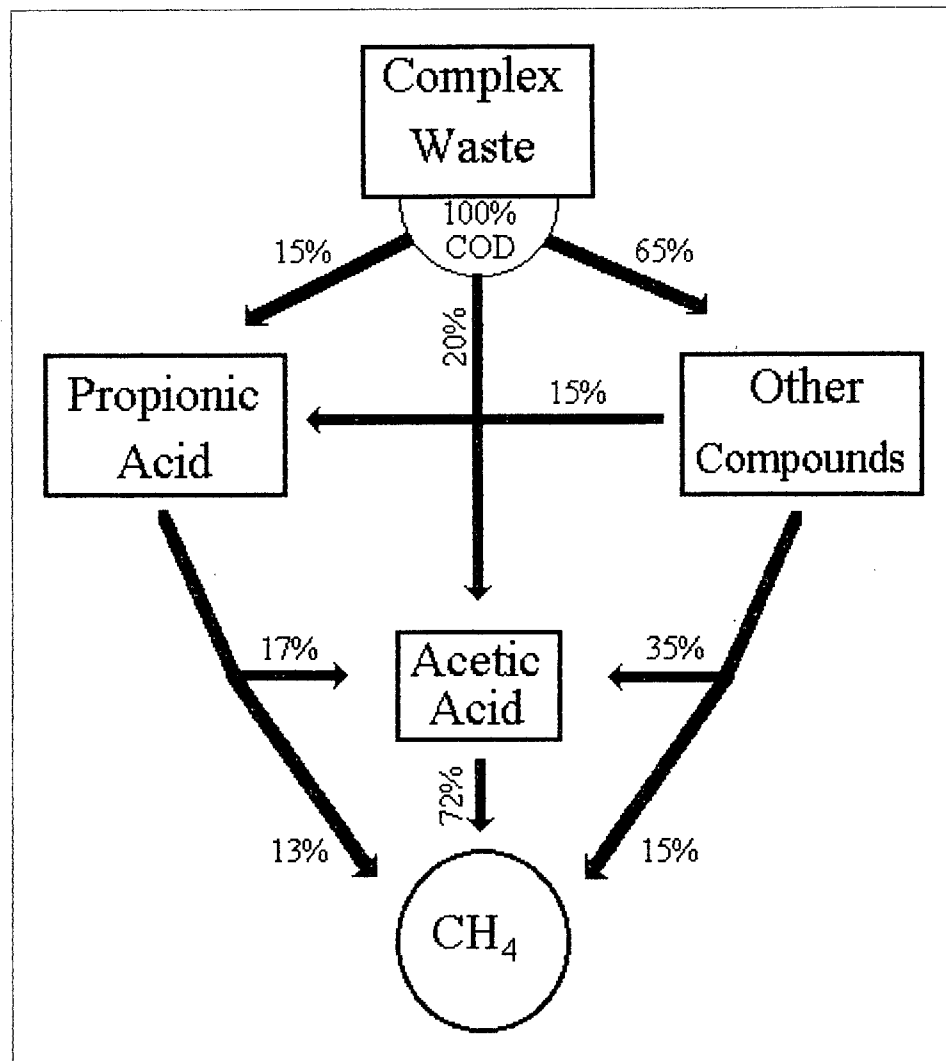 Complex
Waste
100%
COD
15%
65%
20%
Propionic
Acid
15%
Other
Compounds
17%
Acetic
Acid
35%
72%
13%
15%
CH₄